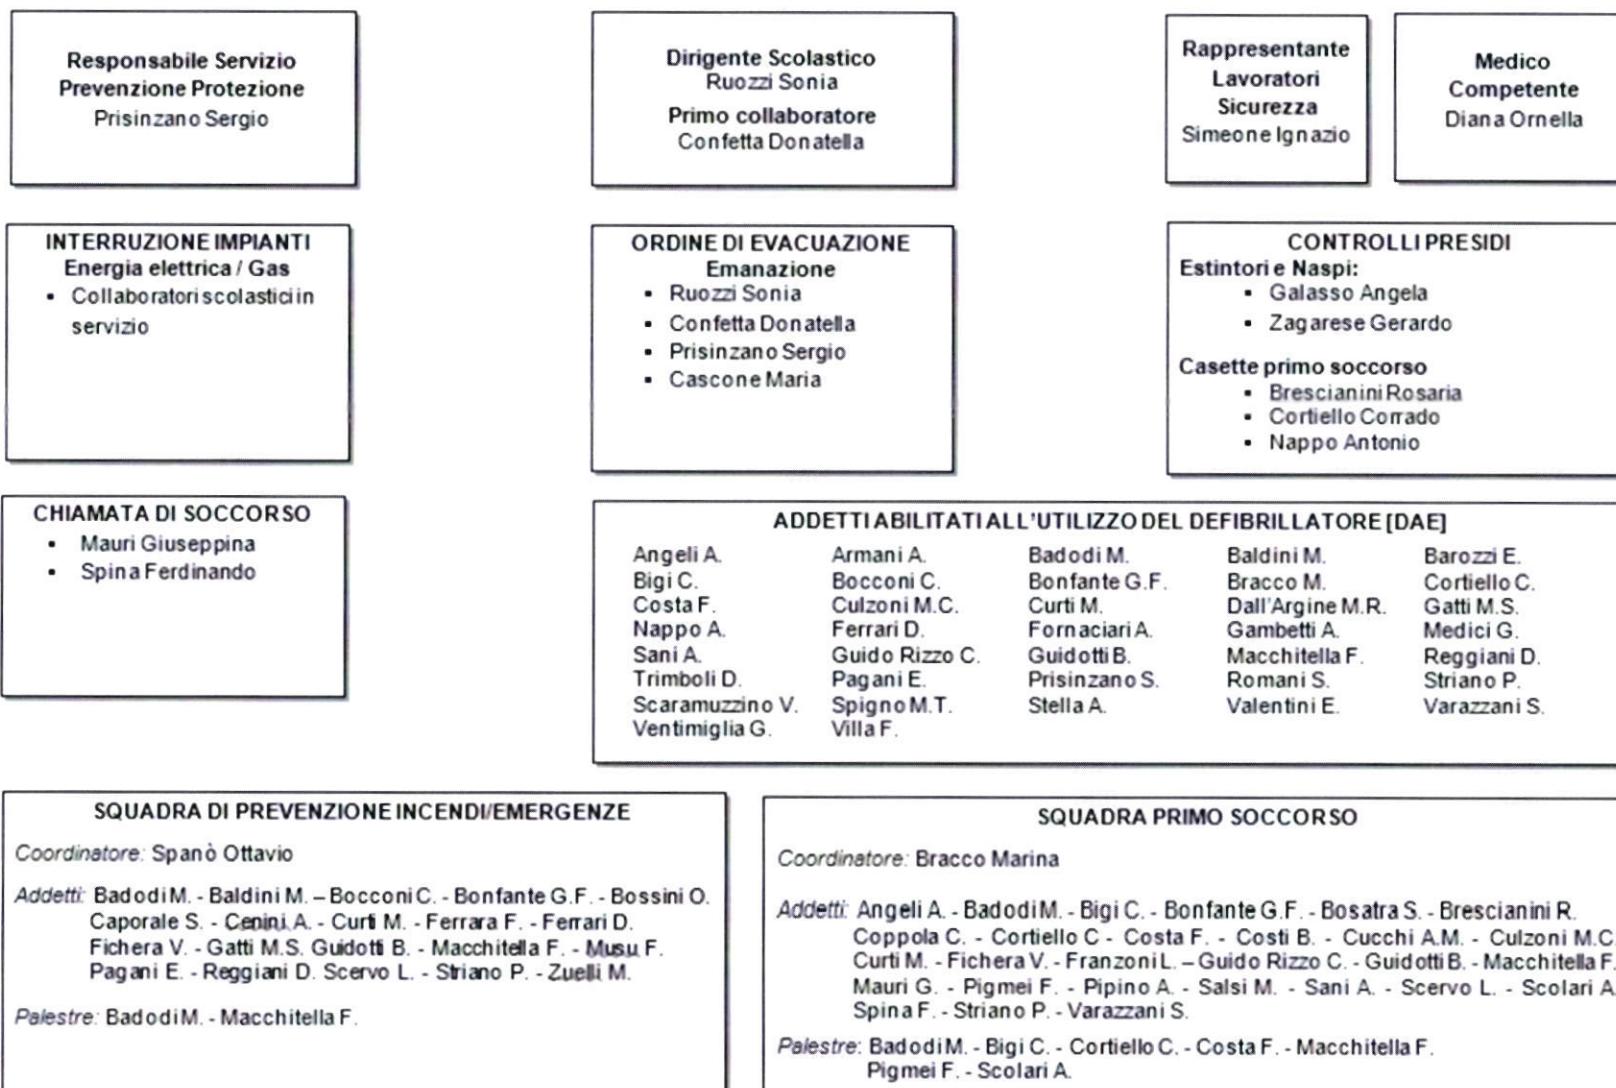 Responsabile Servizio
Prevenzione Protezione
Prisinzano Sergio
Dirigente Scolastico
Ruozzi Sonia
Primo collaboratore
Confetta Donatella
Rappresentante
Lavoratori
Sicurezza
Simeone Ignazio
Medico
Competente
Diana Ornella
INTERRUZIONE IMPIANTI
Energia elettrica / Gas
▪ Collaboratori scolastici in
servizio
ORDINE DI EVACUAZIONE
Emanazione
▪ Ruozzi Sonia
▪ Confetta Donatella
▪ Prisinzano Sergio
▪ Cascone Maria
CONTROLLI PRESIDI
Estintori e Naspi:
▪ Galasso Angela
▪ Zagarese Gerardo
Casette primo soccorso
▪ Brescianini Rosaria
▪ Cortiello Corrado
▪ Nappo Antonio
CHIAMATA DI SOCCORSO
▪ Mauri Giuseppina
▪ Spina Ferdinando
ADDETTI ABILITATI ALL'UTILIZZO DEL DEFIBRILLATORE [DAE]
Angeli A. Armani A. Badodi M. Baldini M. Barozzi E.
Bigi C. Bocconi C. Bonfante G.F. Bracco M. Cortiello C.
Costa F. Culzoni M.C. Curti M. Dall'Argine M.R. Gatti M.S.
Nappo A. Ferrari D. Fornaciari A. Gambetti A. Medici G.
Sani A. Guido Rizzo C. Guidotti B. Macchitella F. Reggiani D.
Trimboli D. Pagani E. Prisinzano S. Romani S. Striano P.
Scaramuzzino V. Spigno M.T. Stella A. Valentini E. Varazzani S.
Ventimiglia G. Villa F.
SQUADRA DI PREVENZIONE INCENDI/EMERGENZE
Coordinatore: Spanò Ottavio
Addetti: Badodi M. - Baldini M. – Bocconi C. - Bonfante G.F. - Bossini O.
Caporale S. - Cenini A. - Curti M. - Ferrara F. - Ferrari D.
Fichera V. - Gatti M.S. Guidotti B. - Macchitella F. - Musu F.
Pagani E. - Reggiani D. Scervo L. - Striano P. - Zuelli M.
Palestre: Badodi M. - Macchitella F.
SQUADRA PRIMO SOCCORSO
Coordinatore: Bracco Marina
Addetti: Angeli A. - Badodi M. - Bigi C. - Bonfante G.F. - Bosatra S. - Brescianini R.
Coppola C. - Cortiello C - Costa F. - Costi B. - Cucchi A.M. - Culzoni M.C.
Curti M. - Fichera V. - Franzoni L. – Guido Rizzo C. - Guidotti B. - Macchitella F.
Mauri G. - Pigmei F. - Pipino A. - Salsi M. - Sani A. - Scervo L. - Scolari A
Spina F. - Striano P. - Varazzani S.
Palestre: Badodi M. - Bigi C. - Cortiello C. - Costa F. - Macchitella F.
Pigmei F. - Scolari A.